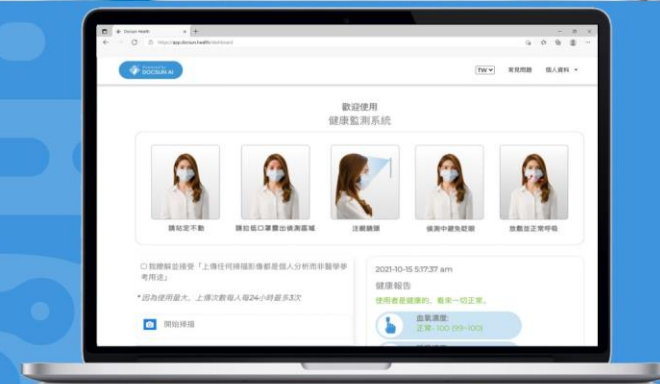 Docsun Health
https://app.docsun.health/dashboard
Powered by
DOCSUN AI
TW
常見問題
個人資料
歡迎使用
健康監測系統
請站定不動
請拉低口罩露出偵測區域
注視鏡頭
偵測中避免眨眼
放鬆並正常呼吸
我瞭解並接受「上傳任何掃描影像都是個人分析而非醫學參
考用途」
*因為使用量大，上傳次數每人每24小時最多3次
開始掃描
2021-10-15 5:17:37 am
健康報告
使用者是健康的，看來一切正常。
血氧濃度:
正常 - 100 (99~100)